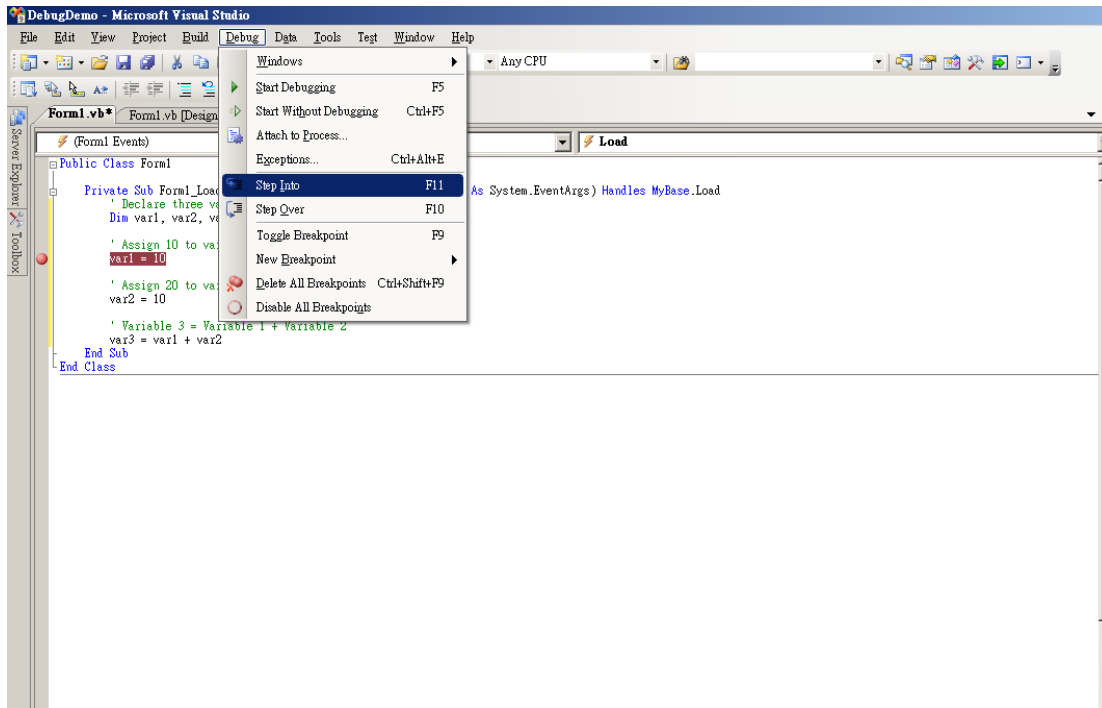 DebugDemo - Microsoft Visual Studio
File Edit View Project Build Debug Data Tools Test Window Help
Any CPU
Form1.vb* Form1.vb [Design
(Form1 Events) Load
Windows
Start Debugging F5
Start Without Debugging Ctrl+F5
Attach to Process...
Exceptions... Ctrl+Alt+E
Step Into F11
Step Over F10
Toggle Breakpoint F9
New Breakpoint
Delete All Breakpoints Ctrl+Shift+F9
Disable All Breakpoints
Server Explorer
Toolbox
Public Class Form1
Private Sub Form1_Load As System.EventArgs) Handles MyBase.Load
' Declare three va
Dim var1, var2, va
' Assign 10 to va
var1 = 10
' Assign 20 to va
var2 = 10
' Variable 3 = Variable 1 + Variable 2
var3 = var1 + var2
End Sub
End Class